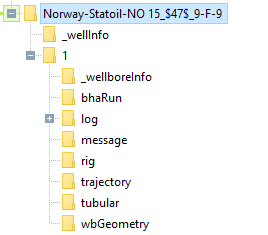 Norway-Statoil-NO 15_$47$_9-F-9
_wellInfo
1
_wellboreInfo
bhaRun
log
message
rig
trajectory
tubular
wbGeometry